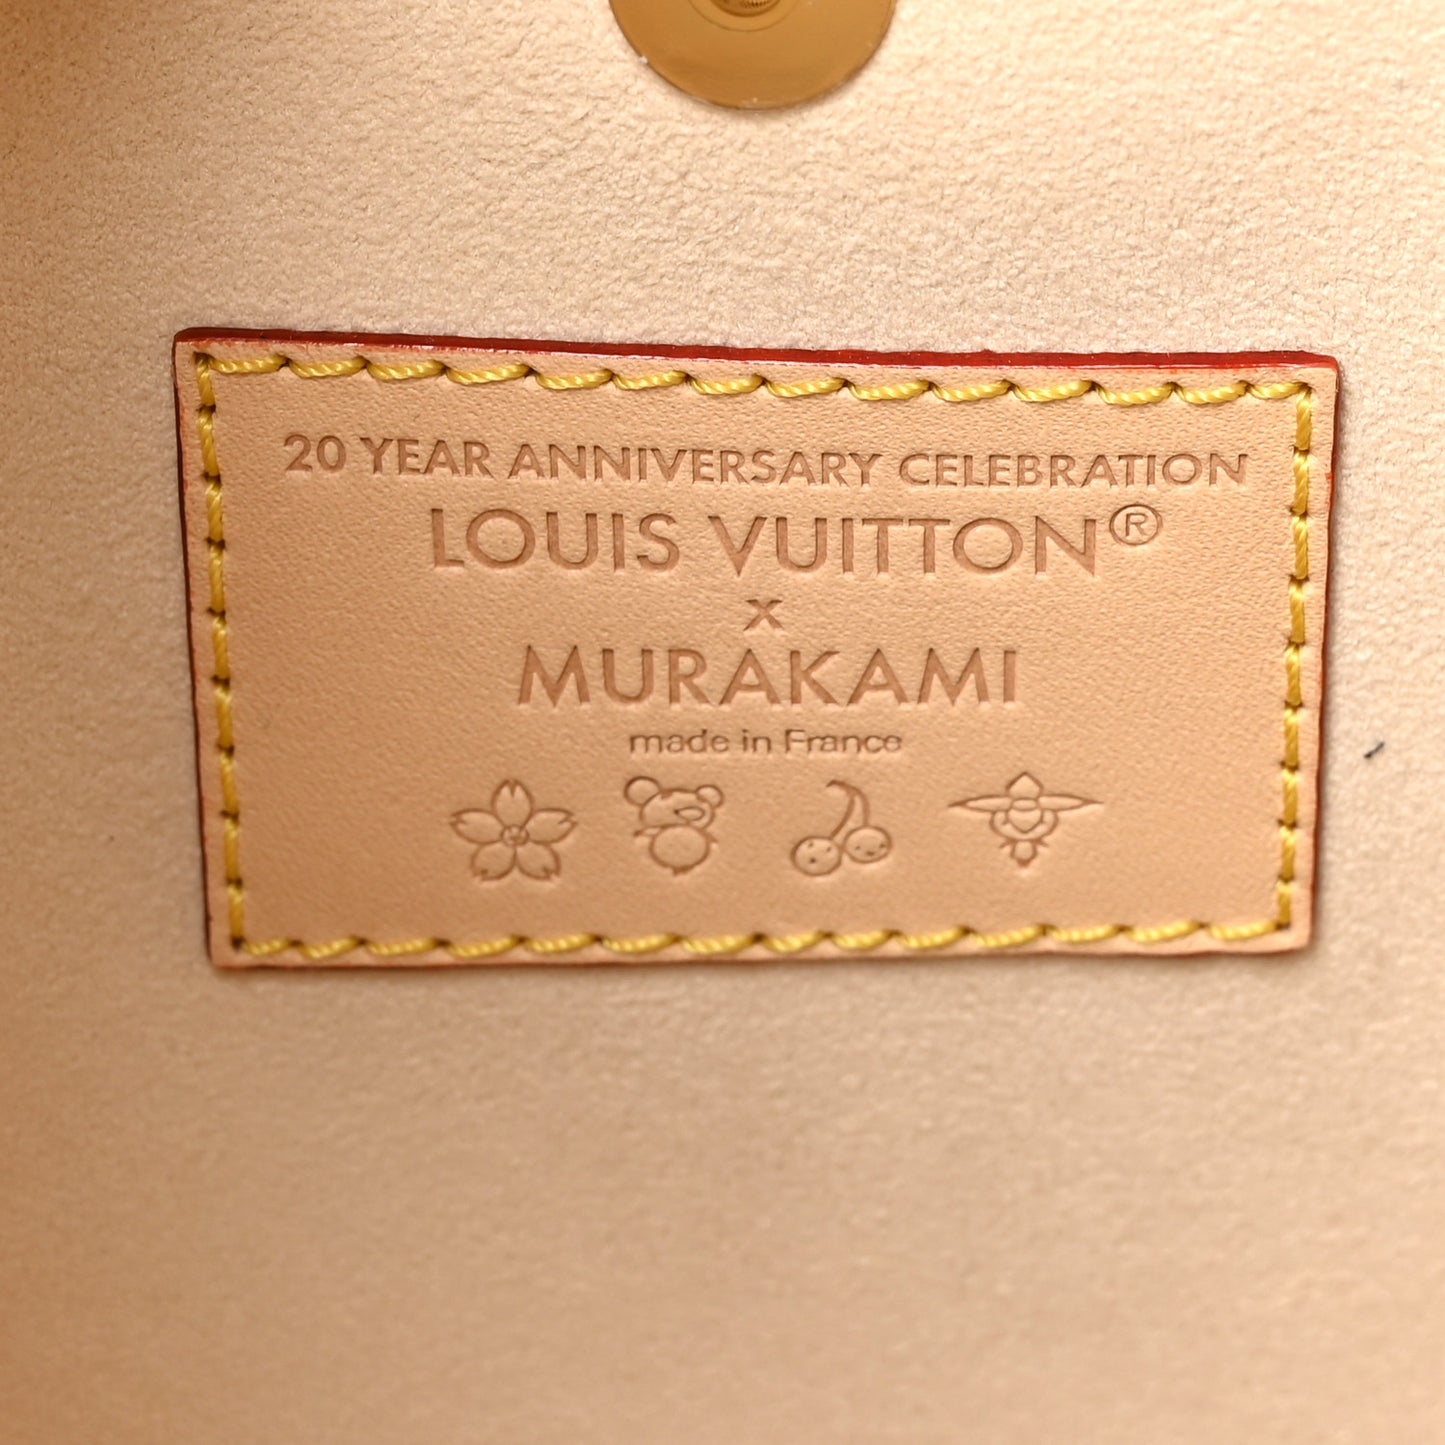 20 YEAR ANNIVERSARY CELEBRATION
LOUIS VUITTON®
x
MURAKAMI
made in France